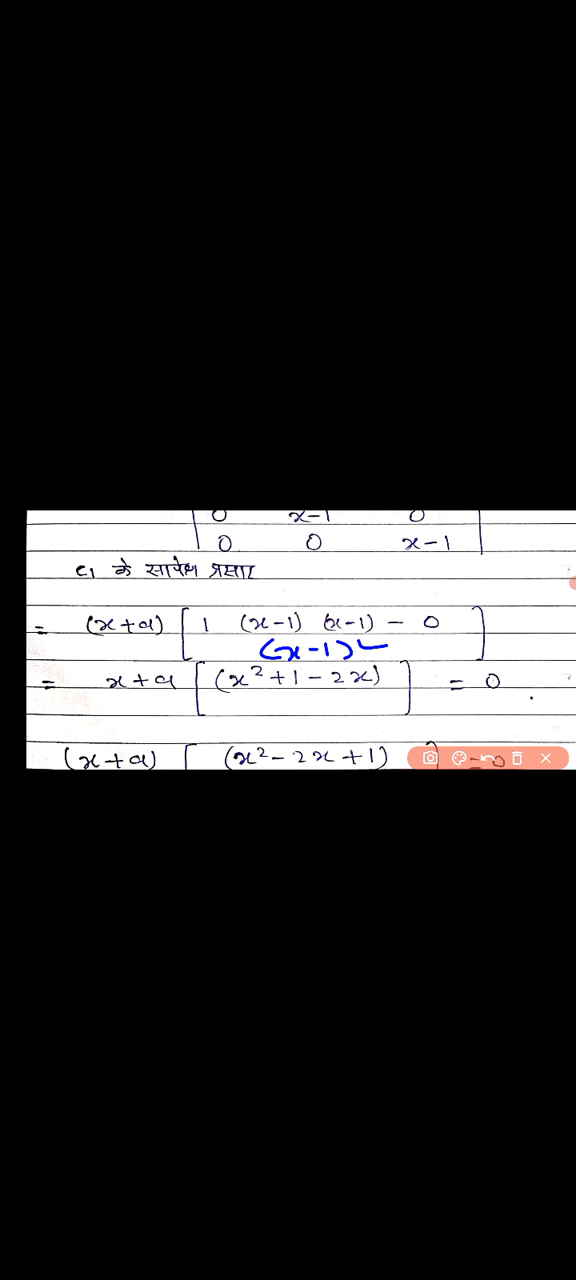 0 x-1 0
0 0 x-1
C₁ के सापेक्ष प्रसार
= (x+a) [ 1 (x-1) (x-1) - 0 ]
(x-1)²
= x+a [ (x²+1-2x) ] = 0
(x+a) [ (x²-2x+1) ] = 0